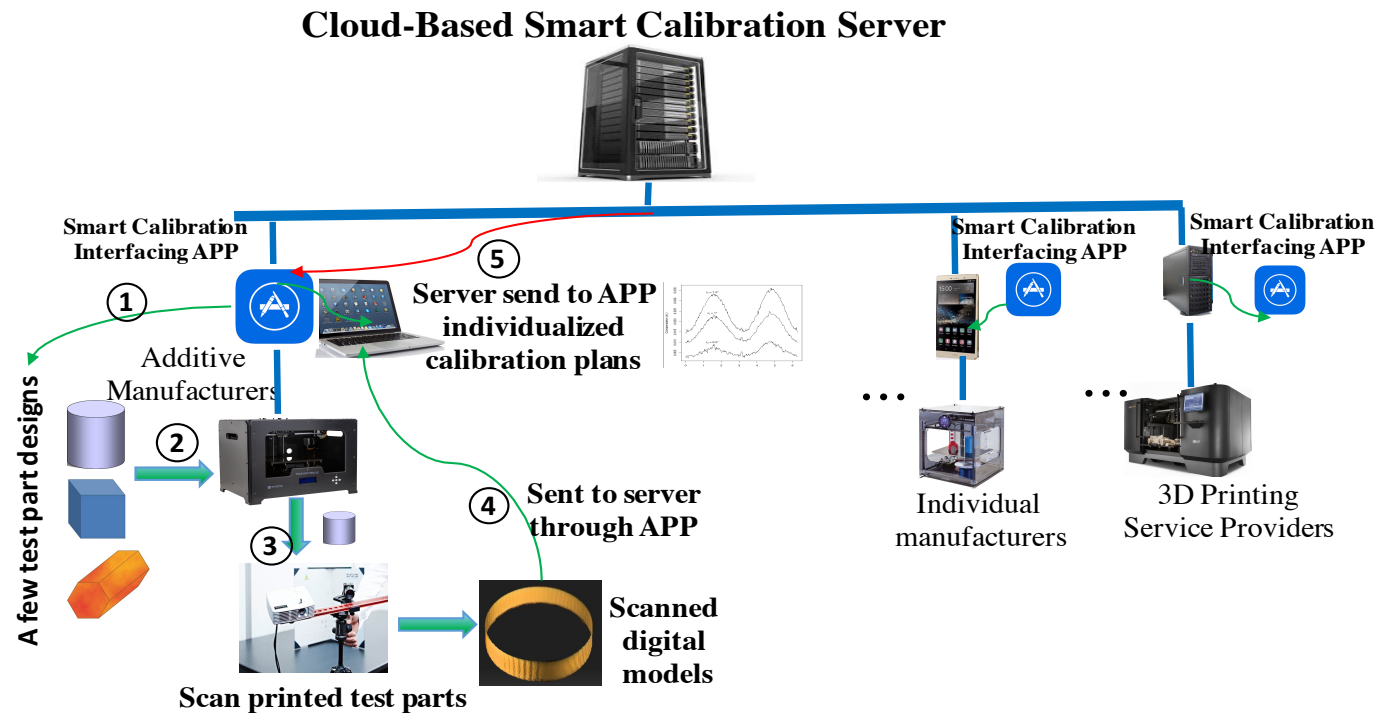 Cloud-Based Smart Calibration Server
Smart Calibration
Interfacing APP
Smart Calibration
Interfacing APP
Smart Calibration
Interfacing APP
1
5
Server send to APP
individualize
calibration plans
Additive
Manufacturers
A few test part designs
2
3
4
Sent to server
through APP
Scan printed test parts
Scanned
digital
models
...
Individual
manufacturers
...
3D Printing
Service Providers